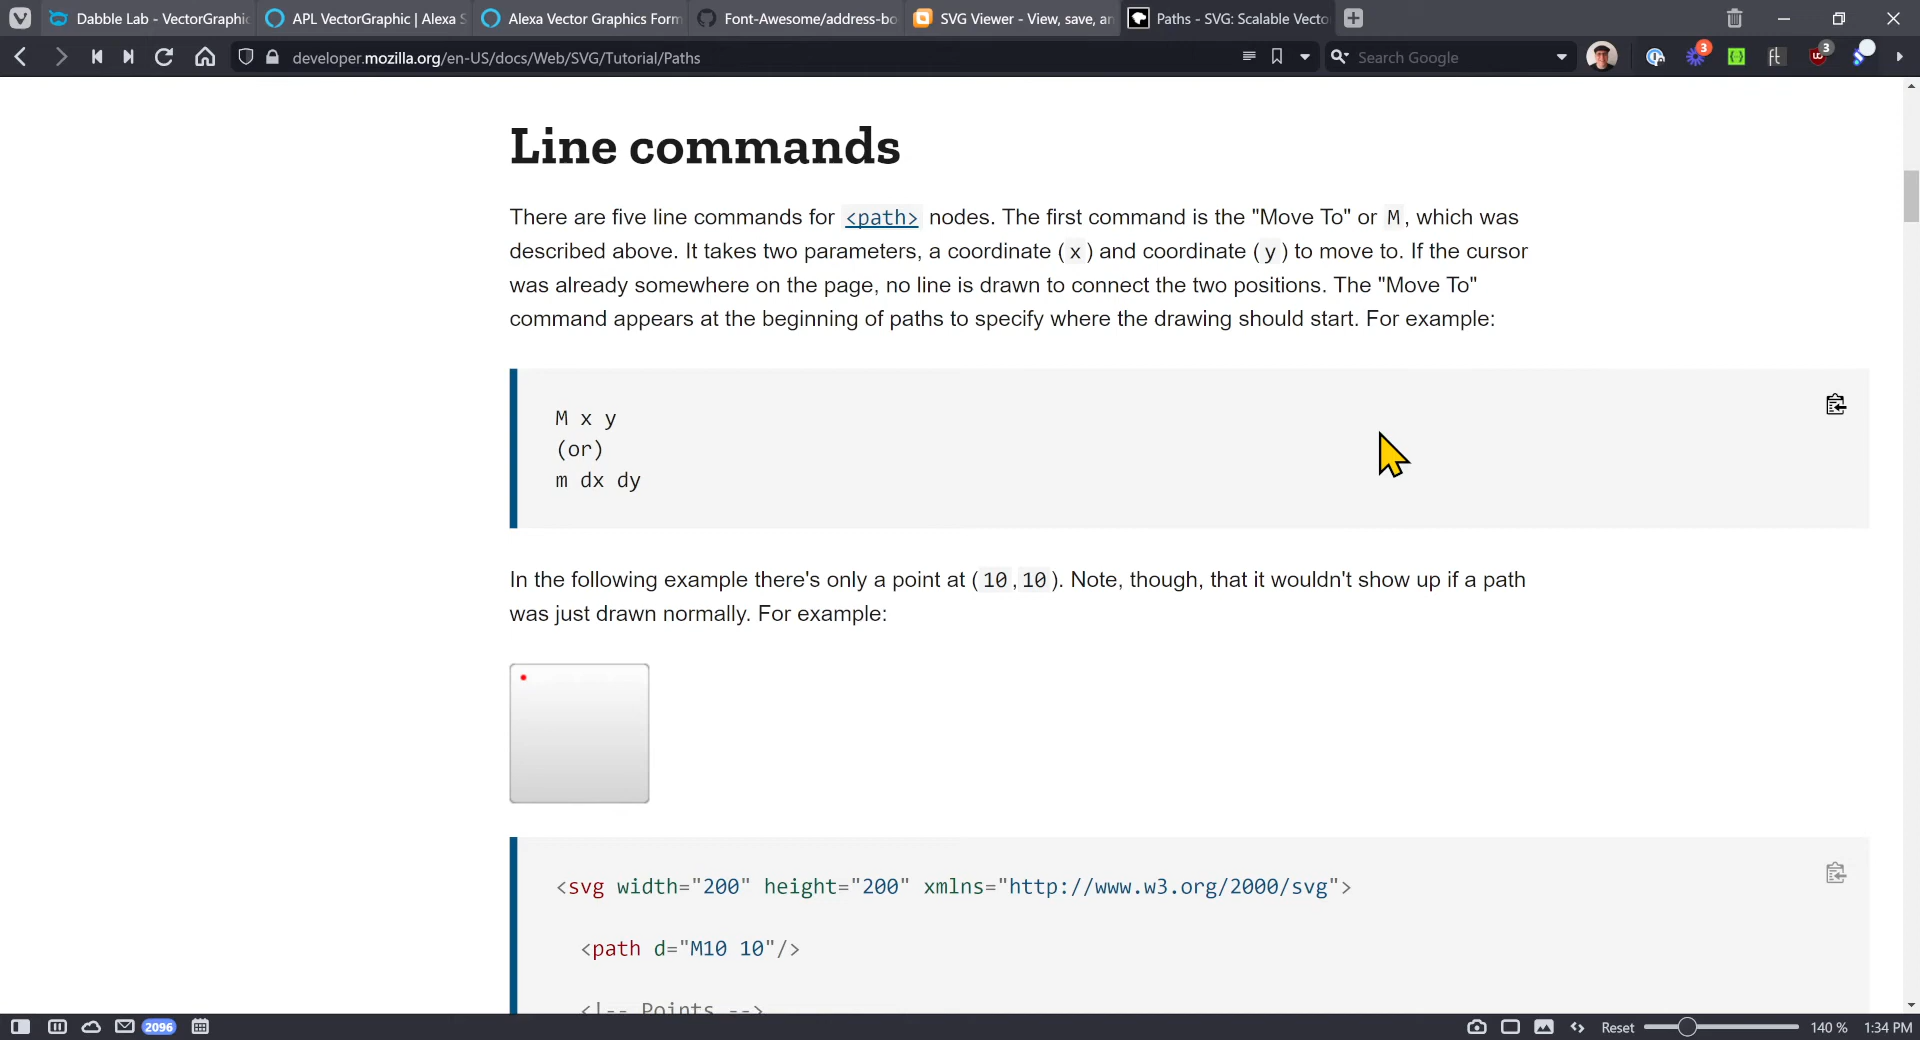 Dabble Lab - VectorGraphic
APL VectorGraphic | Alexa S
Alexa Vector Graphics Form
Font-Awesome/address-bo
SVG Viewer - View, save, an
Paths - SVG: Scalable Vecto
developer.mozilla.org/en-US/docs/Web/SVG/Tutorial/Paths
Search Google
3
ft
3
Line commands
There are five line commands for <path> nodes. The first command is the "Move To" or M, which was
described above. It takes two parameters, a coordinate (x) and coordinate (y) to move to. If the cursor
was already somewhere on the page, no line is drawn to connect the two positions. The "Move To"
command appears at the beginning of paths to specify where the drawing should start. For example:
M x y
(or)
m dx dy
In the following example there's only a point at (10,10). Note, though, that it wouldn't show up if a path
was just drawn normally. For example:
<svg width="200" height="200" xmlns="http://www.w3.org/2000/svg">
<path d="M10 10"/>
<!-- Points -->
2096
Reset
140 %
1:34 PM